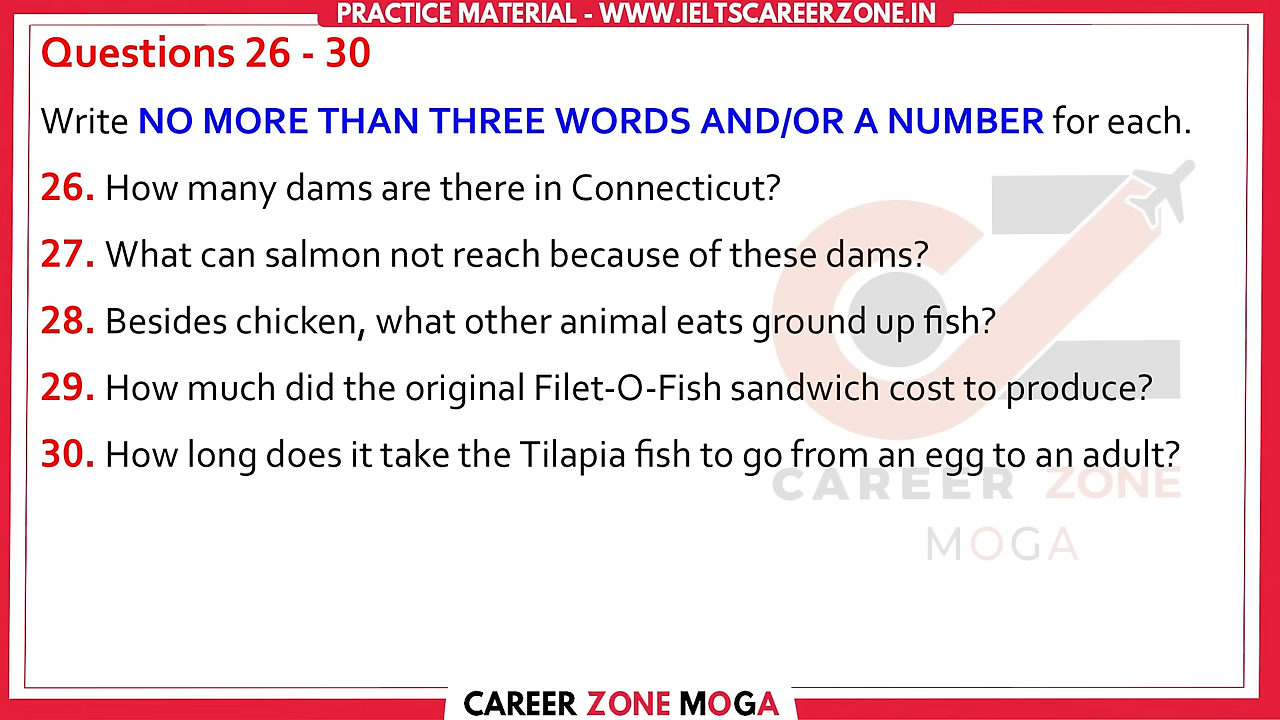 PRACTICE MATERIAL - WWW.IELTSCAREERZONE.IN
Questions 26 - 30
Write NO MORE THAN THREE WORDS AND/OR A NUMBER for each.
26. How many dams are there in Connecticut?
27. What can salmon not reach because of these dams?
28. Besides chicken, what other animal eats ground up fish?
29. How much did the original Filet-O-Fish sandwich cost to produce?
30. How long does it take the Tilapia fish to go from an egg to an adult?
CAREER ZONE
MOGA
CAREER ZONE MOGA